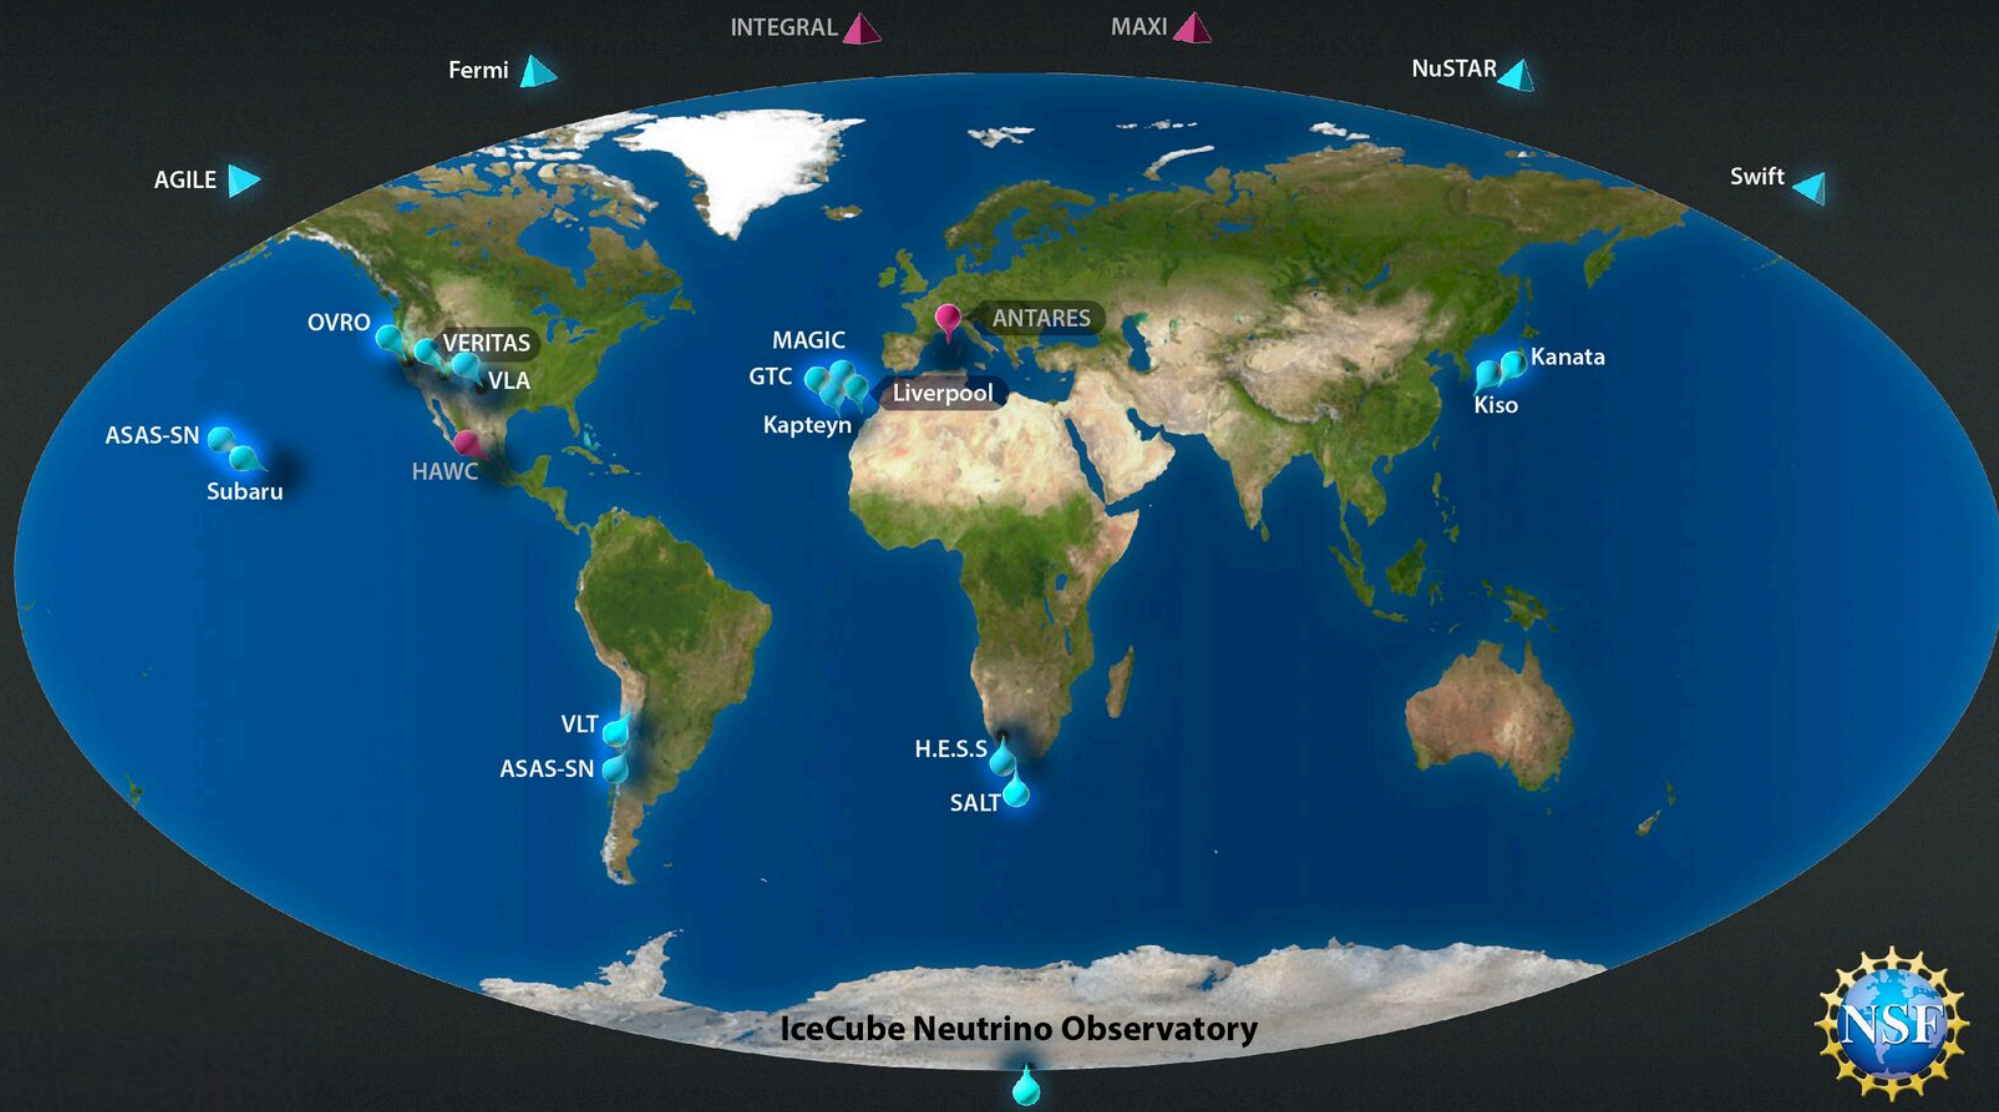 INTEGRAL
MAXI
Fermi
NuSTAR
AGILE
Swift
OVRO
VERITAS
VLA
ANTARES
MAGIC
GTC
Liverpool
Kapteyn
Kanata
Kiso
ASAS-SN
Subaru
HAWC
VLT
ASAS-SN
H.E.S.S
SALT
IceCube Neutrino Observatory
NSF